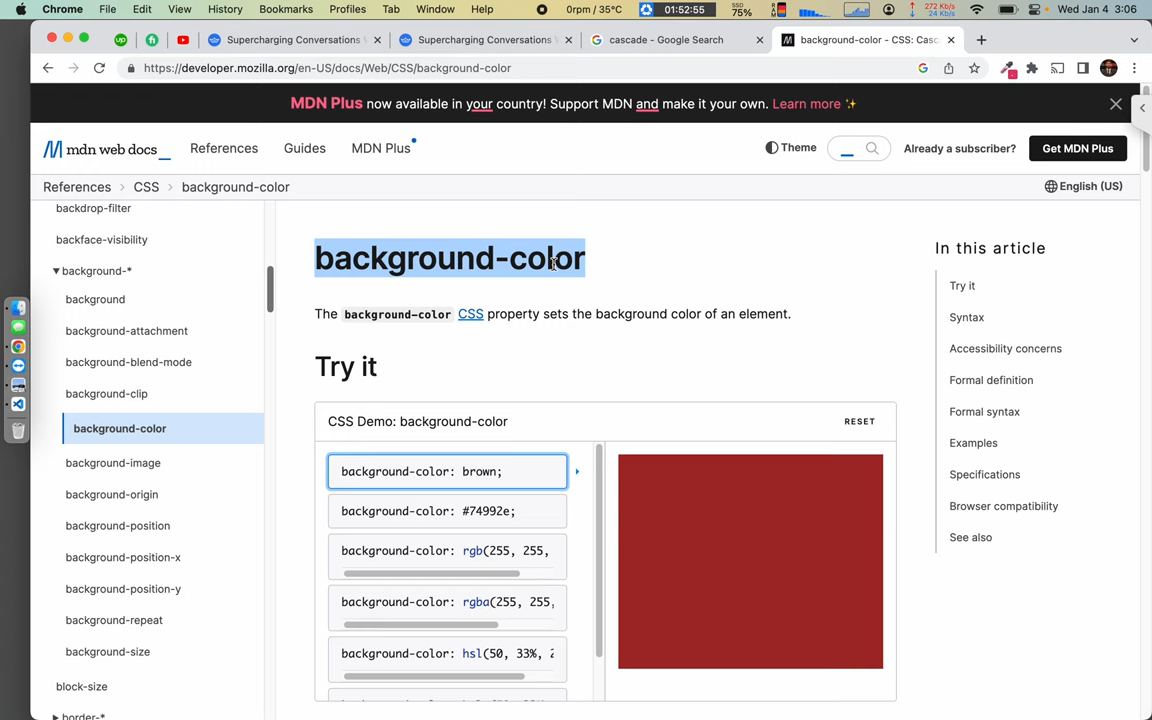 Chrome File Edit View History Bookmarks Profiles Tab Window Help 0rpm / 35°C 01:52:55 SSD 75% 272 Kb/s 24 Kb/s Wed Jan 4 3:06
up fi Supercharging Conversations Supercharging Conversations cascade - Google Search background-color - CSS: Casc
https://developer.mozilla.org/en-US/docs/Web/CSS/background-color
MDN Plus now available in your country! Support MDN and make it your own. Learn more ✨
mdn web docs_ References Guides MDN Plus Theme Already a subscriber? Get MDN Plus
References > CSS > background-color English (US)
backdrop-filter
backface-visibility
background-*
background
background-attachment
background-blend-mode
background-clip
background-color
background-image
background-origin
background-position
background-position-x
background-position-y
background-repeat
background-size
block-size
border-*
background-color
The background-color CSS property sets the background color of an element.
Try it
CSS Demo: background-color RESET
background-color: brown;
background-color: #74992e;
background-color: rgb(255, 255,
background-color: rgba(255, 255,
background-color: hsl(50, 33%, 2
In this article
Try it
Syntax
Accessibility concerns
Formal definition
Formal syntax
Examples
Specifications
Browser compatibility
See also